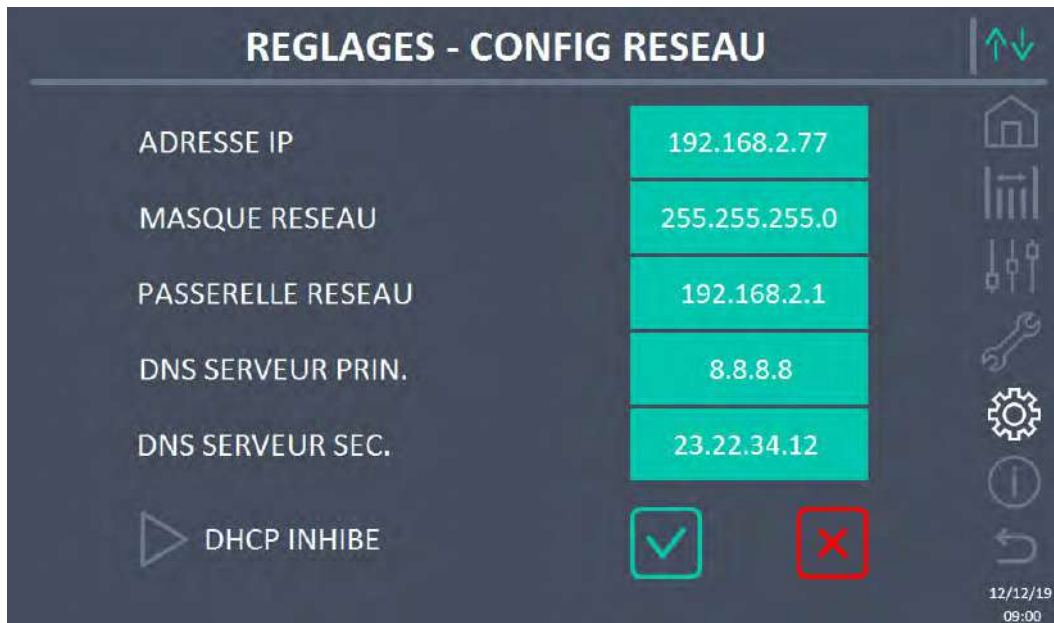 REGLAGES - CONFIG RESEAU
ADRESSE IP 192.168.2.77
MASQUE RESEAU 255.255.255.0
PASSERELLE RESEAU 192.168.2.1
DNS SERVEUR PRIN. 8.8.8.8
DNS SERVEUR SEC. 23.22.34.12
DHCP INHIBE
12/12/19
09:00